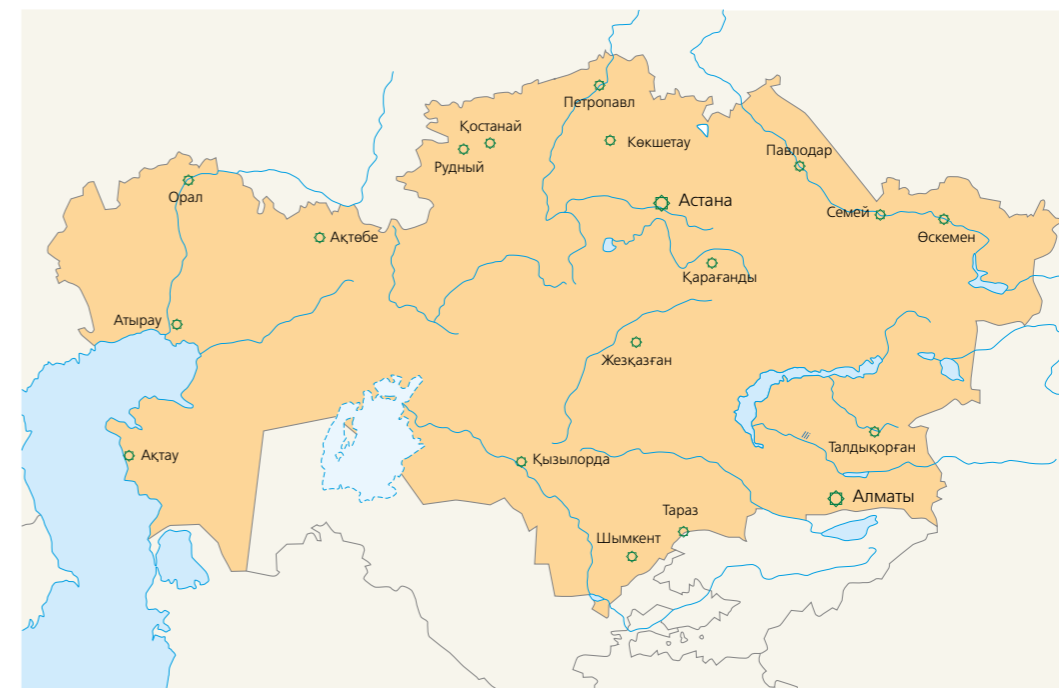 Петропавл
Қостанай
Көкшетау
Рудный
Павлодар
Орал
Астана
Семей
Өскемен
Ақтөбе
Қарағанды
Атырау
Жезқазған
Талдықорған
Ақтау
Қызылорда
Алматы
Тараз
Шымкент